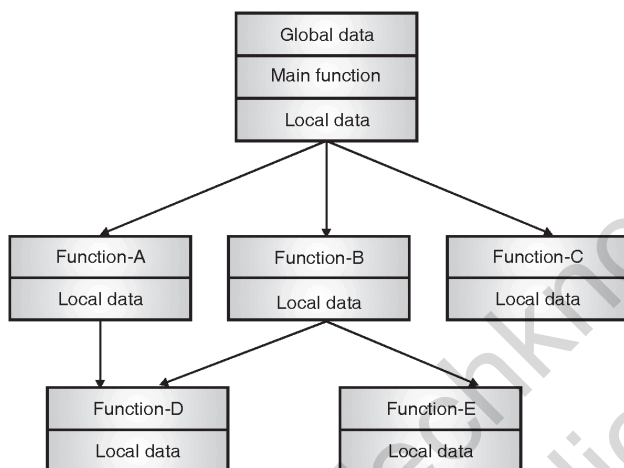 Global data
Main function
Local data
Function-A
Local data
Function-B
Local data
Function-C
Local data
Function-D
Local data
Function-E
Local data